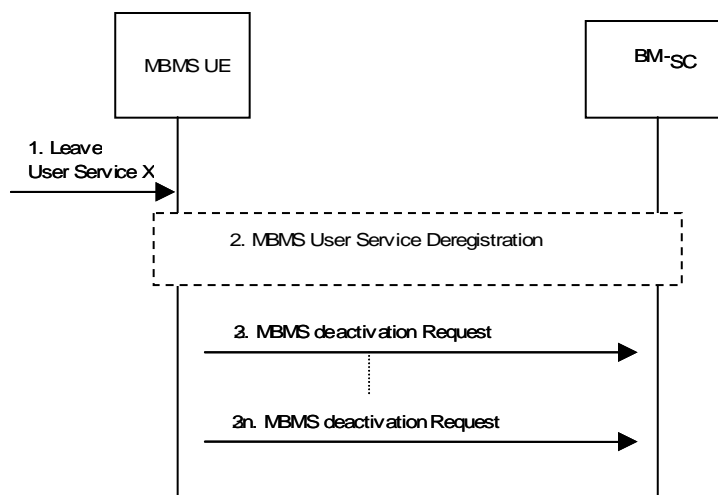 MBMS UE
BM-SC
1. Leave
User Service X
2. MBMS User Service Deregistration
3. MBMS deactivation Request
3n. MBMS deactivation Request